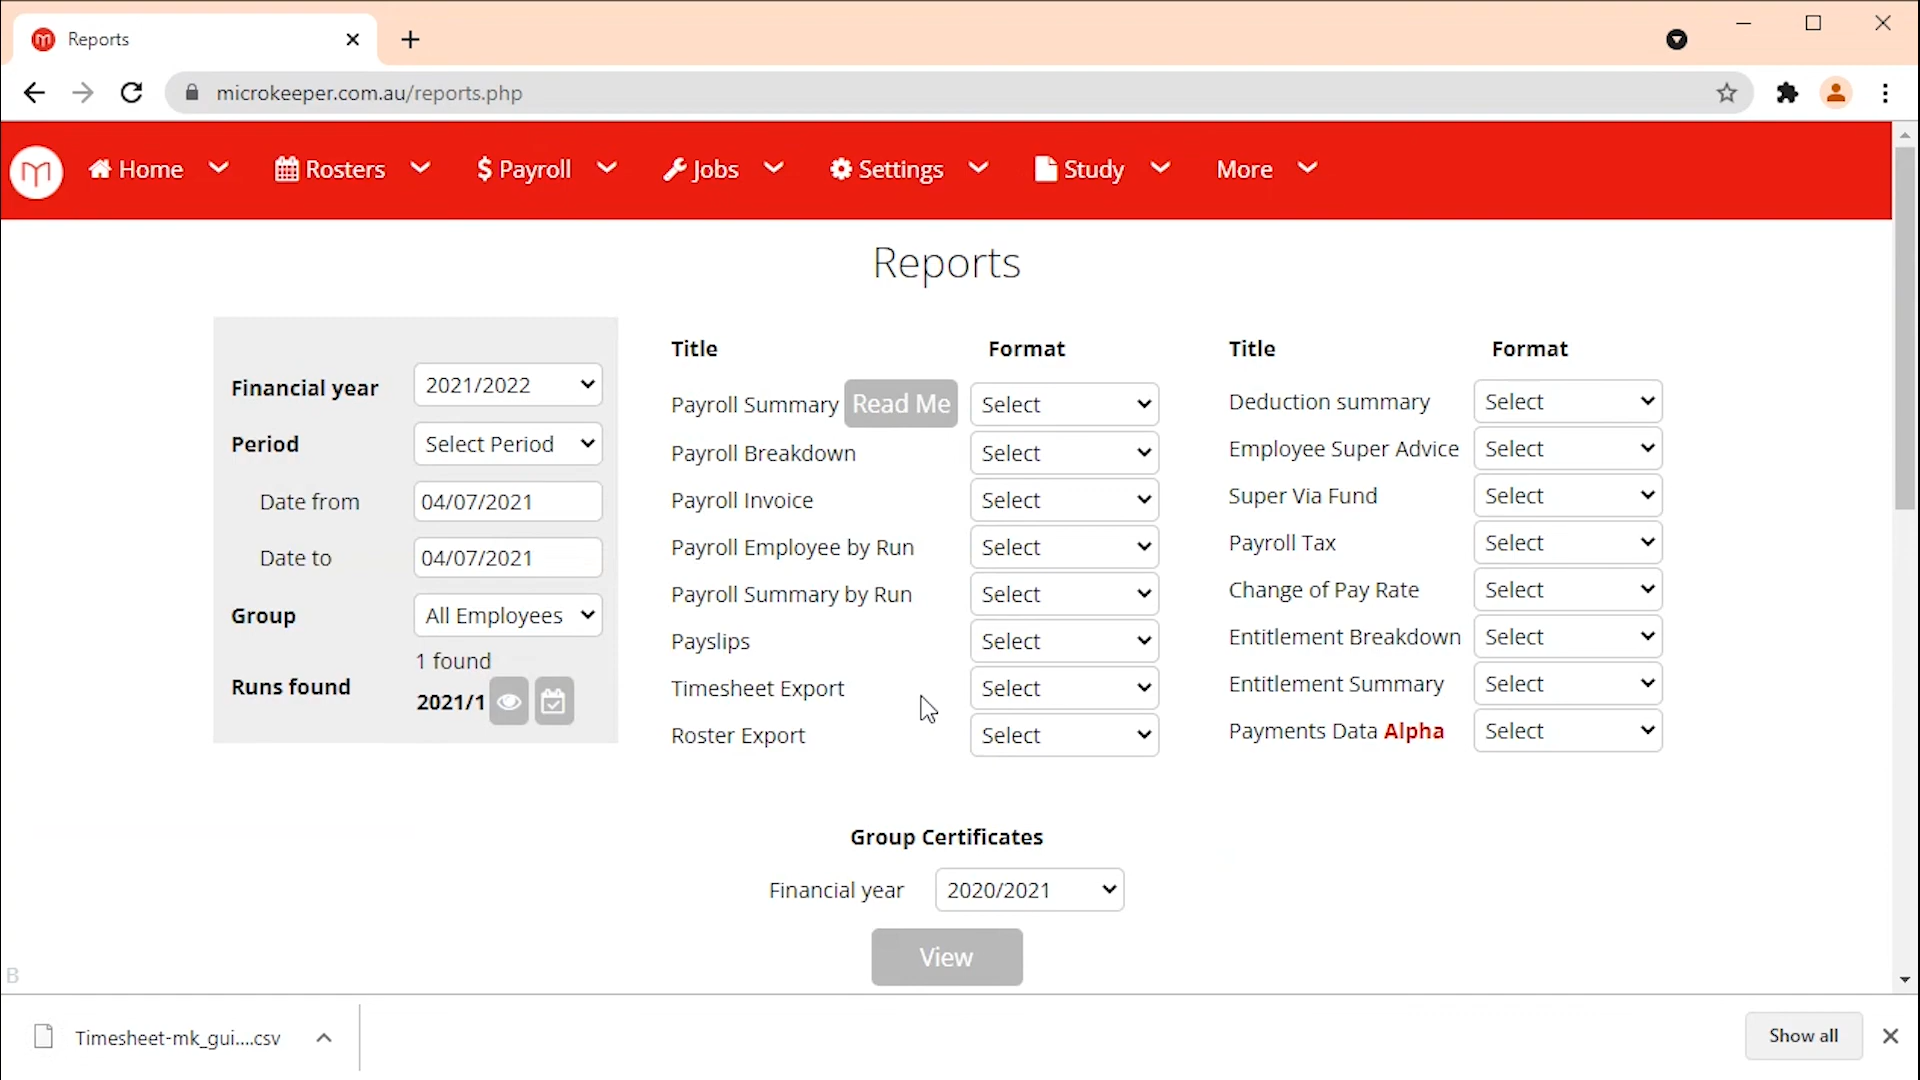 Reports
microkeeper.com.au/reports.php
Home Rosters $ Payroll Jobs Settings Study More
Reports
Financial year 2021/2022
Period Select Period
Date from 04/07/2021
Date to 04/07/2021
Group All Employees
Runs found 1 found
2021/1
Title Format
Payroll Summary Read Me Select
Payroll Breakdown Select
Payroll Invoice Select
Payroll Employee by Run Select
Payroll Summary by Run Select
Payslips Select
Timesheet Export Select
Roster Export Select
Title Format
Deduction summary Select
Employee Super Advice Select
Super Via Fund Select
Payroll Tax Select
Change of Pay Rate Select
Entitlement Breakdown Select
Entitlement Summary Select
Payments Data Alpha Select
Group Certificates
Financial year 2020/2021
View
B
Timesheet-mk_gui....csv
Show all